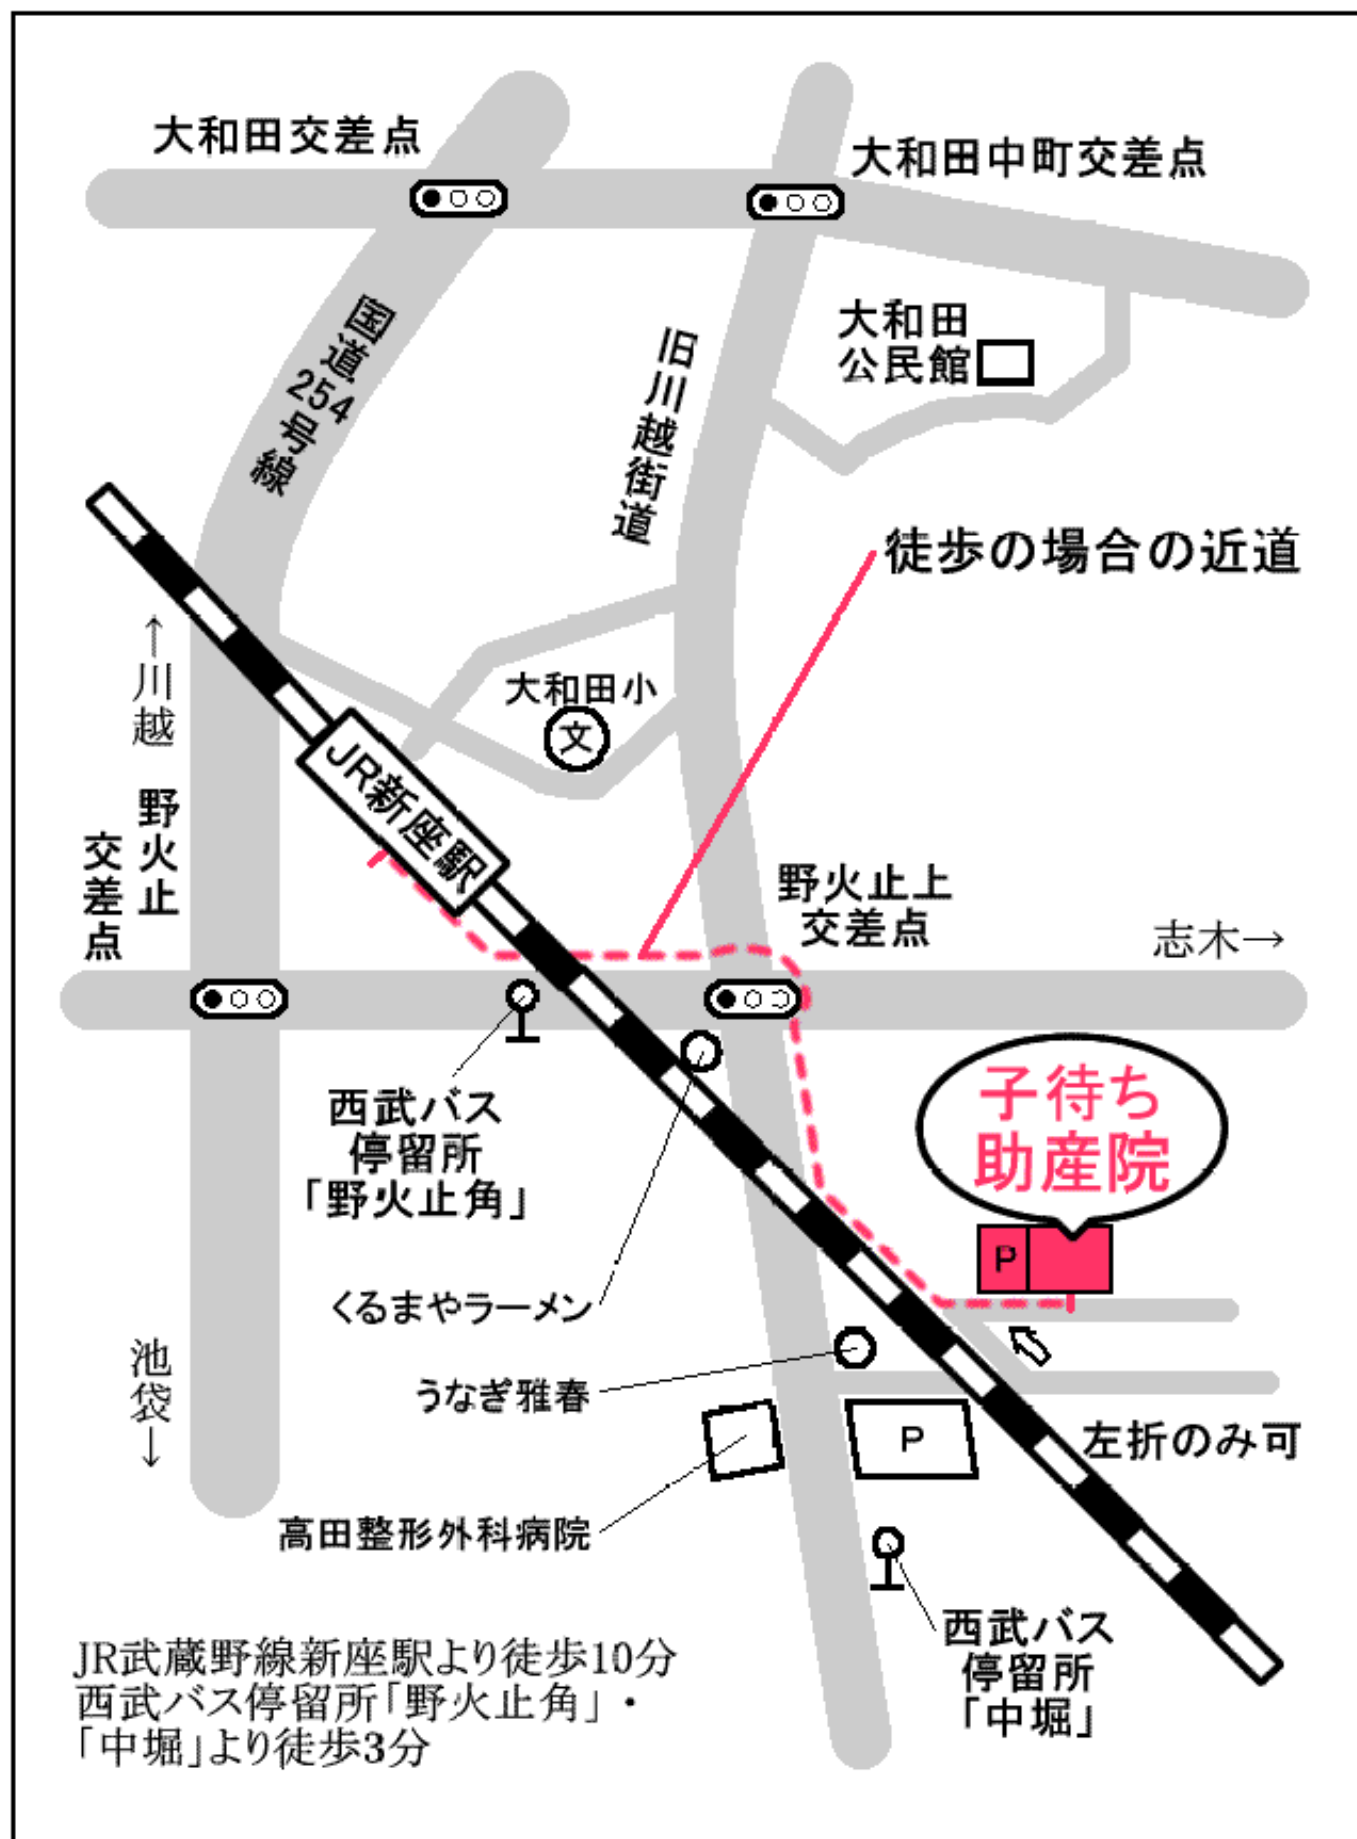 大和田交差点
大和田中町交差点
国道254号線
旧川越街道
大和田
公民館
徒歩の場合の近道
↑川越
大和田小
文
JR新座駅
野火止
交差点
野火止上
交差点
志木→
西武バス
停留所
「野火止角」
子待ち
助産院
P
くるまやラーメン
池袋↓
うなぎ雅春
P
左折のみ可
高田整形外科病院
西武バス
停留所
「中堀」
JR武蔵野線新座駅より徒歩10分
西武バス停留所「野火止角」・
「中堀」より徒歩3分